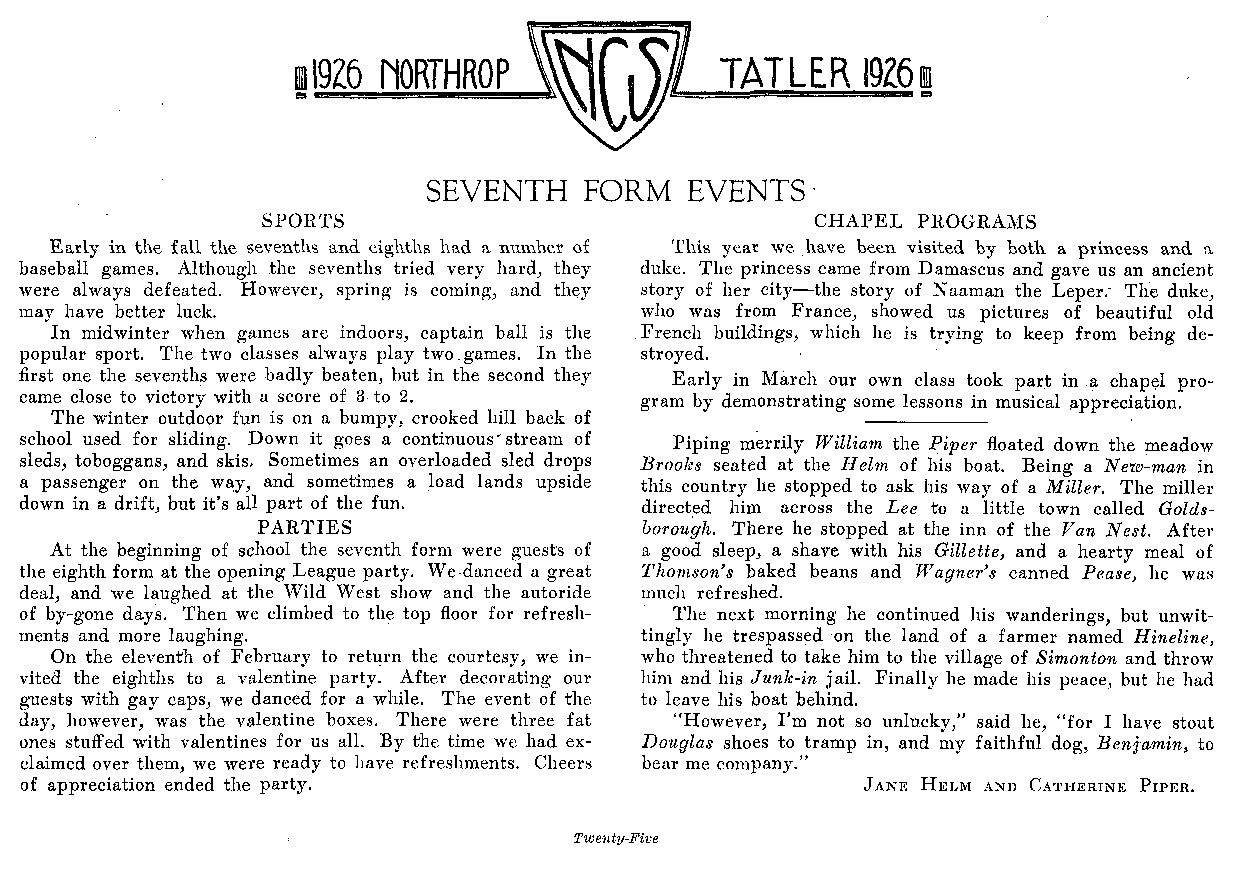 1926 NORTHROP NCS TATLER 1926
SEVENTH FORM EVENTS
SPORTS
Early in the fall the sevenths and eighths had a number of
baseball games. Although the sevenths tried very hard, they
were always defeated. However, spring is coming, and they
may have better luck.
In midwinter when games are indoors, captain ball is the
popular sport. The two classes always play two games. In the
first one the sevenths were badly beaten, but in the second they
came close to victory with a score of 3 to 2.
The winter outdoor fun is on a bumpy, crooked hill back of
school used for sliding. Down it goes a continuous stream of
sleds, toboggans, and skis. Sometimes an overloaded sled drops
a passenger on the way, and sometimes a load lands upside
down in a drift, but it's all part of the fun.
PARTIES
At the beginning of school the seventh form were guests of
the eighth form at the opening League party. We danced a great
deal, and we laughed at the Wild West show and the autoride
of by-gone days. Then we climbed to the top floor for refresh-
ments and more laughing.
On the eleventh of February to return the courtesy, we in-
vited the eighths to a valentine party. After decorating our
guests with gay caps, we danced for a while. The event of the
day, however, was the valentine boxes. There were three fat
ones stuffed with valentines for us all. By the time we had ex-
claimed over them, we were ready to have refreshments. Cheers
of appreciation ended the party.
CHAPEL PROGRAMS
This year we have been visited by both a princess and a
duke. The princess came from Damascus and gave us an ancient
story of her city—the story of Naaman the Leper. The duke,
who was from France, showed us pictures of beautiful old
French buildings, which he is trying to keep from being de-
stroyed.
Early in March our own class took part in a chapel pro-
gram by demonstrating some lessons in musical appreciation.
Piping merrily William the Piper floated down the meadow
Brooks seated at the Helm of his boat. Being a New-man in
this country he stopped to ask his way of a Miller. The miller
directed him across the Lee to a little town called Golds-
borough. There he stopped at the inn of the Van Nest. After
a good sleep, a shave with his Gillette, and a hearty meal of
Thomson's baked beans and Wagner's canned Pease, he was
much refreshed.
The next morning he continued his wanderings, but unwit-
tingly he trespassed on the land of a farmer named Hineline,
who threatened to take him to the village of Simonton and throw
him and his Junk-in jail. Finally he made his peace, but he had
to leave his boat behind.
"However, I'm not so unlucky," said he, "for I have stout
Douglas shoes to tramp in, and my faithful dog, Benjamin, to
bear me company."
JANE HELM AND CATHERINE PIPER.
Twenty-Five